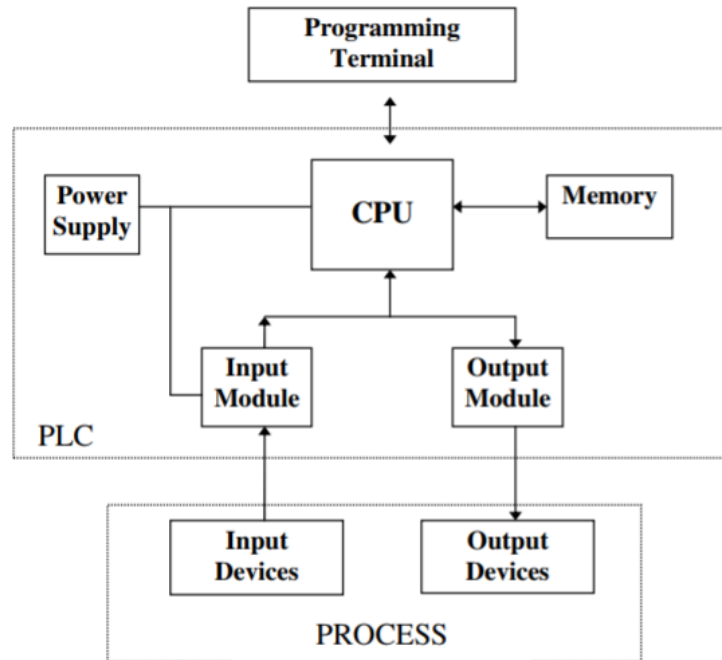 Programming
Terminal
Power
Supply
CPU
Memory
Input
Module
Output
Module
PLC
Input
Devices
Output
Devices
PROCESS